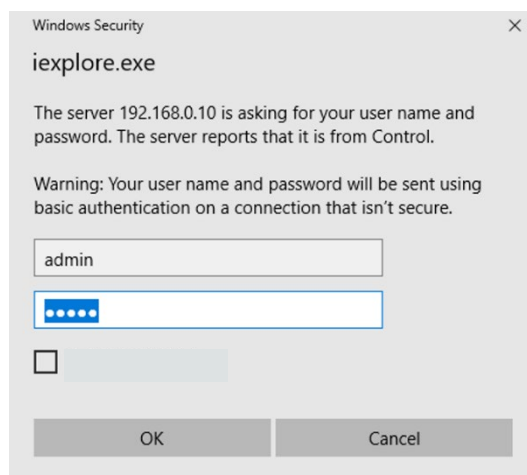 Windows Security
iexplore.exe
The server 192.168.0.10 is asking for your user name and
password. The server reports that it is from Control.
Warning: Your user name and password will be sent using
basic authentication on a connection that isn't secure.
admin
•••••
OK
Cancel